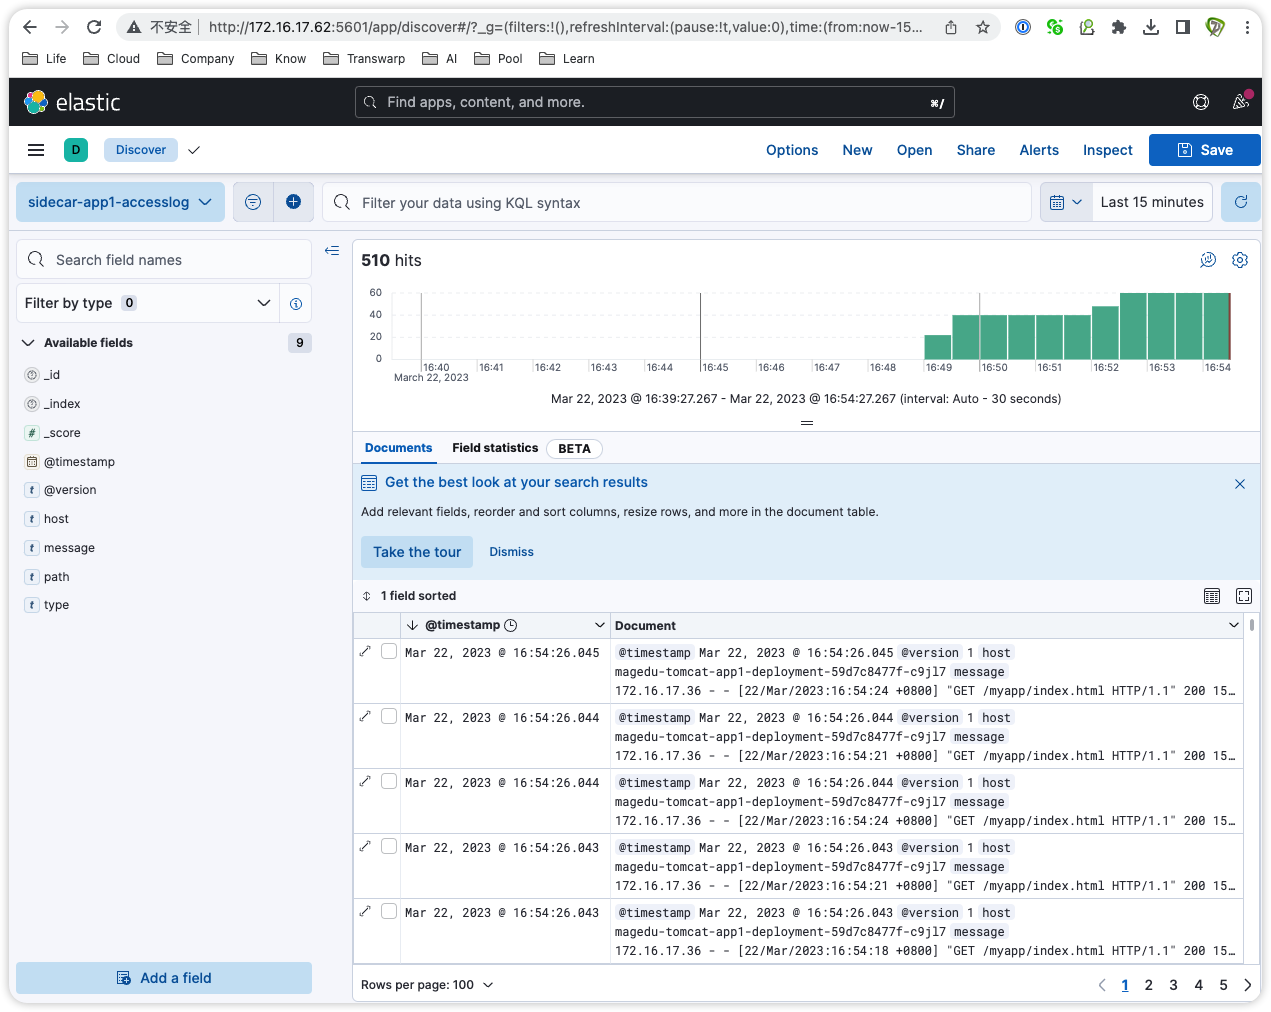 不安全 http://172.16.17.62:5601/app/discover#/?_g=(filters:!(),refreshInterval:(pause:!t,value:0),time:(from:now-15...
Life Cloud Company Know Transwarp AI Pool Learn
elastic Find apps, content, and more. ⌘/
D Discover Options New Open Share Alerts Inspect Save
sidecar-app1-accesslog Filter your data using KQL syntax Last 15 minutes
Search field names
Filter by type 0
Available fields 9
_id
_index
# _score
@timestamp
t @version
t host
t message
t path
t type
Add a field
510 hits
60
40
20
0
16:40 16:41 16:42 16:43 16:44 16:45 16:46 16:47 16:48 16:49 16:50 16:51 16:52 16:53 16:54
March 22, 2023
Mar 22, 2023 @ 16:39:27.267 - Mar 22, 2023 @ 16:54:27.267 (interval: Auto - 30 seconds)
Documents Field statistics BETA
Get the best look at your search results
Add relevant fields, reorder and sort columns, resize rows, and more in the document table.
Take the tour Dismiss
1 field sorted
@timestamp Document
Mar 22, 2023 @ 16:54:26.045 @timestamp Mar 22, 2023 @ 16:54:26.045 @version 1 host
magedu-tomcat-app1-deployment-59d7c8477f-c9jl7 message
172.16.17.36 - - [22/Mar/2023:16:54:24 +0800] "GET /myapp/index.html HTTP/1.1" 200 15…
Mar 22, 2023 @ 16:54:26.044 @timestamp Mar 22, 2023 @ 16:54:26.044 @version 1 host
magedu-tomcat-app1-deployment-59d7c8477f-c9jl7 message
172.16.17.36 - - [22/Mar/2023:16:54:21 +0800] "GET /myapp/index.html HTTP/1.1" 200 15…
Mar 22, 2023 @ 16:54:26.044 @timestamp Mar 22, 2023 @ 16:54:26.044 @version 1 host
magedu-tomcat-app1-deployment-59d7c8477f-c9jl7 message
172.16.17.36 - - [22/Mar/2023:16:54:24 +0800] "GET /myapp/index.html HTTP/1.1" 200 15…
Mar 22, 2023 @ 16:54:26.043 @timestamp Mar 22, 2023 @ 16:54:26.043 @version 1 host
magedu-tomcat-app1-deployment-59d7c8477f-c9jl7 message
172.16.17.36 - - [22/Mar/2023:16:54:21 +0800] "GET /myapp/index.html HTTP/1.1" 200 15…
Mar 22, 2023 @ 16:54:26.043 @timestamp Mar 22, 2023 @ 16:54:26.043 @version 1 host
magedu-tomcat-app1-deployment-59d7c8477f-c9jl7 message
172.16.17.36 - - [22/Mar/2023:16:54:18 +0800] "GET /myapp/index.html HTTP/1.1" 200 15…
Rows per page: 100 1 2 3 4 5